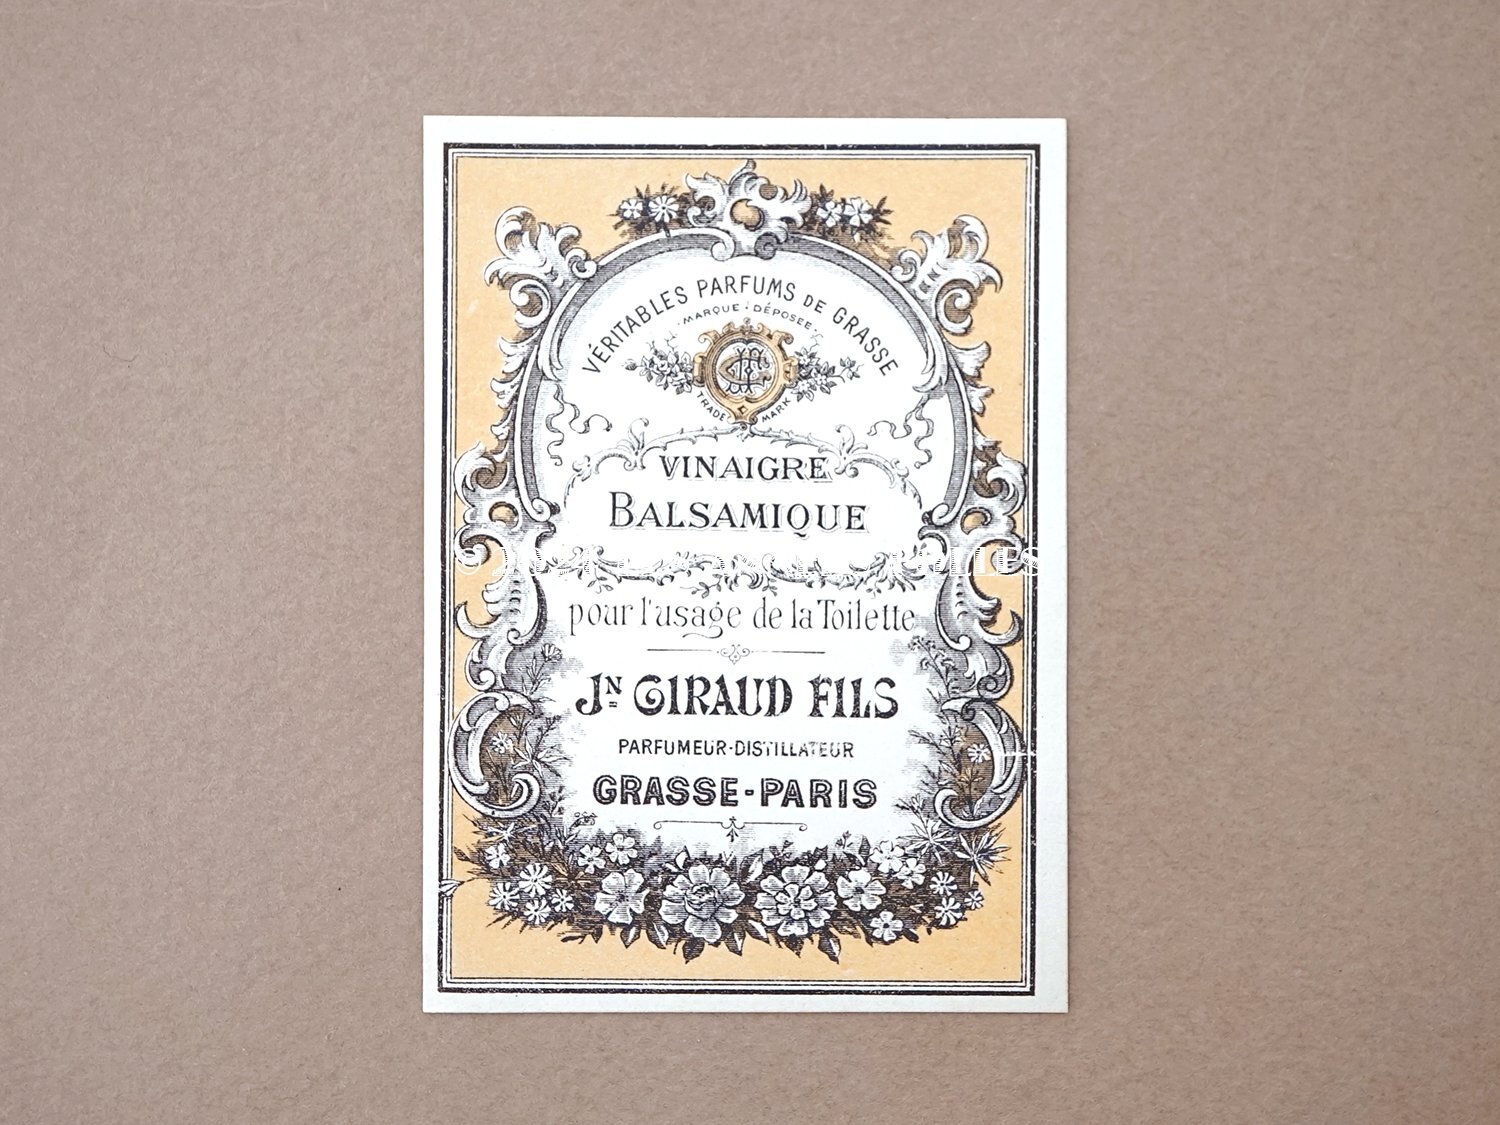 VÉRITABLES PARFUMS DE GRASSE
MARQUE DÉPOSÉE
TRADE MARK
VINAIGRE
BALSAMIQUE
pour l'usage de la Toilette
JN GIRAUD FILS
PARFUMEUR-DISTILLATEUR
GRASSE-PARIS